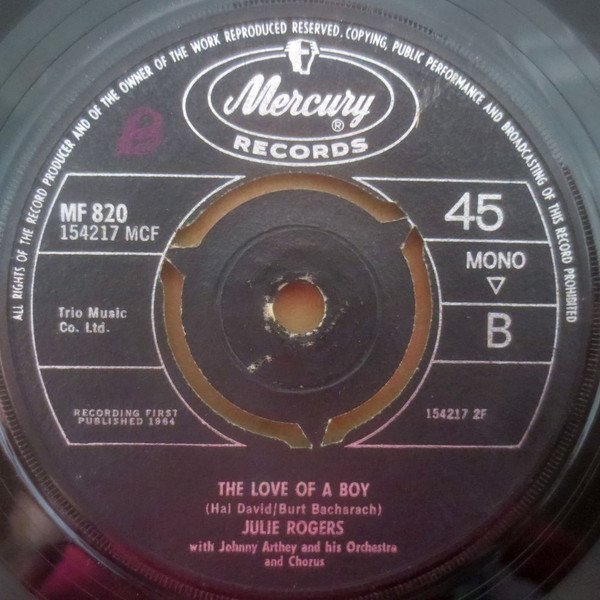 ALL RIGHTS OF THE RECORD PRODUCER AND OF THE OWNER OF THE WORK REPRODUCED RESERVED. COPYING, PUBLIC PERFORMANCE AND BROADCASTING OF THIS RECORD PROHIBITED
Mercury ®
RECORDS
B
MF 820
154217 MCF
45
MONO
B
Trio Music
Co. Ltd.
RECORDING FIRST
PUBLISHED 1964
154217 2F
THE LOVE OF A BOY
(Hal David/Burt Bacharach)
JULIE ROGERS
with Johnny Arthey and his Orchestra
and Chorus